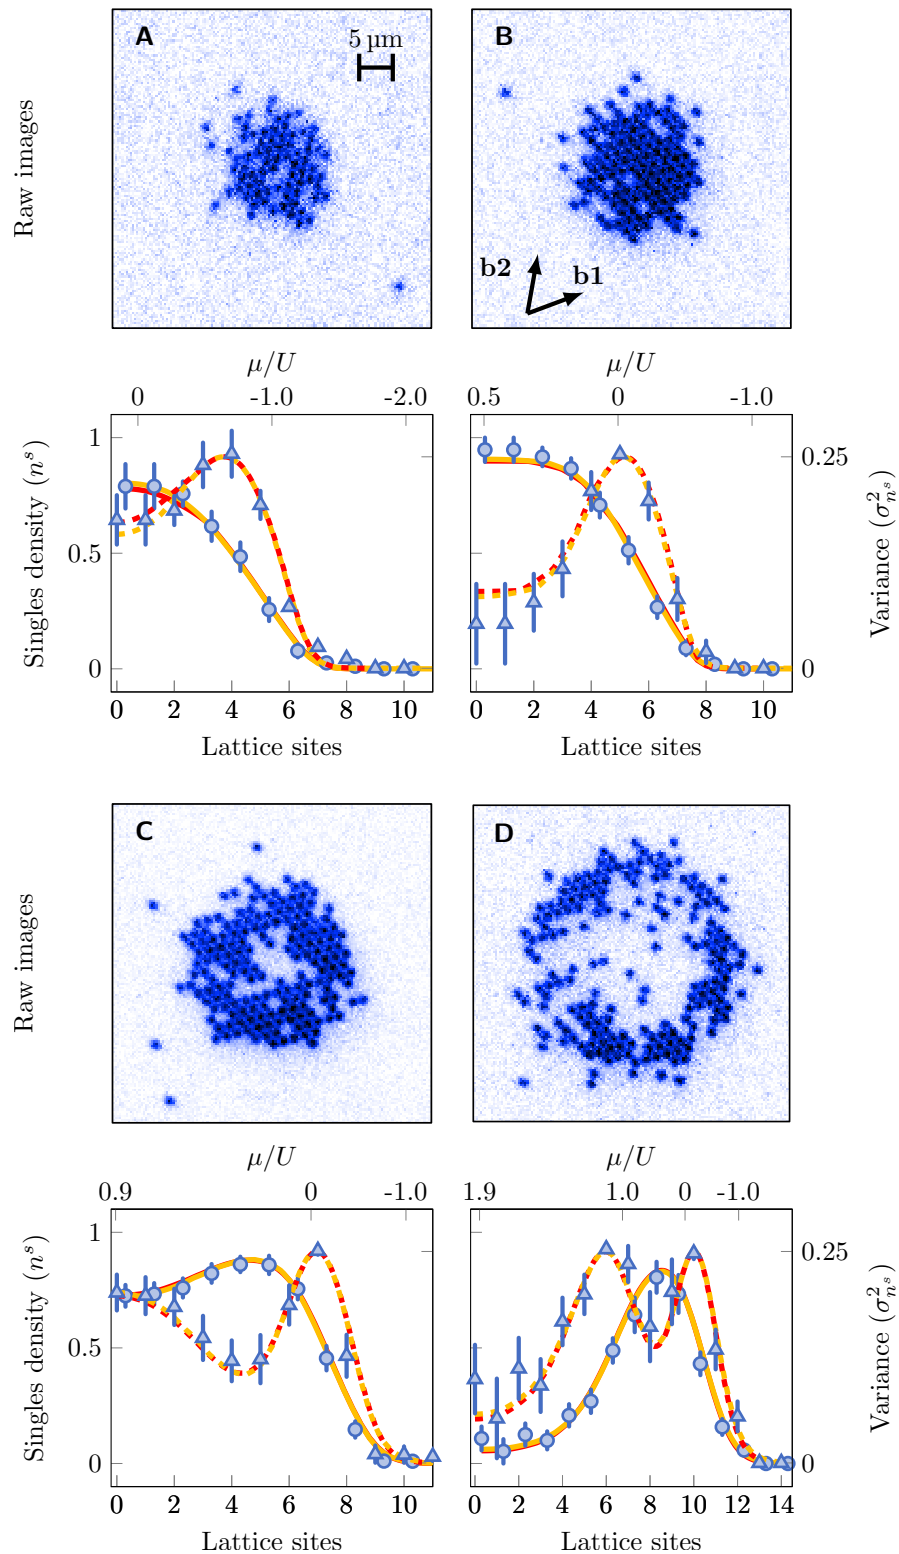 A
5 µm
B
Raw images
b2
b1
μ/U
μ/U
0 -1.0 -2.0
0.5 0 -1.0
Singles density (nˢ)
1
0.5
0
0.25
0
Variance (σ²ₙₛ)
0 2 4 6 8 10
0 2 4 6 8 10
Lattice sites
Lattice sites
C
D
Raw images
μ/U
μ/U
0.9 0 -1.0
1.9 1.0 0 -1.0
Singles density (nˢ)
1
0.5
0
0.25
0
Variance (σ²ₙₛ)
0 2 4 6 8 10
0 2 4 6 8 10 12 14
Lattice sites
Lattice sites